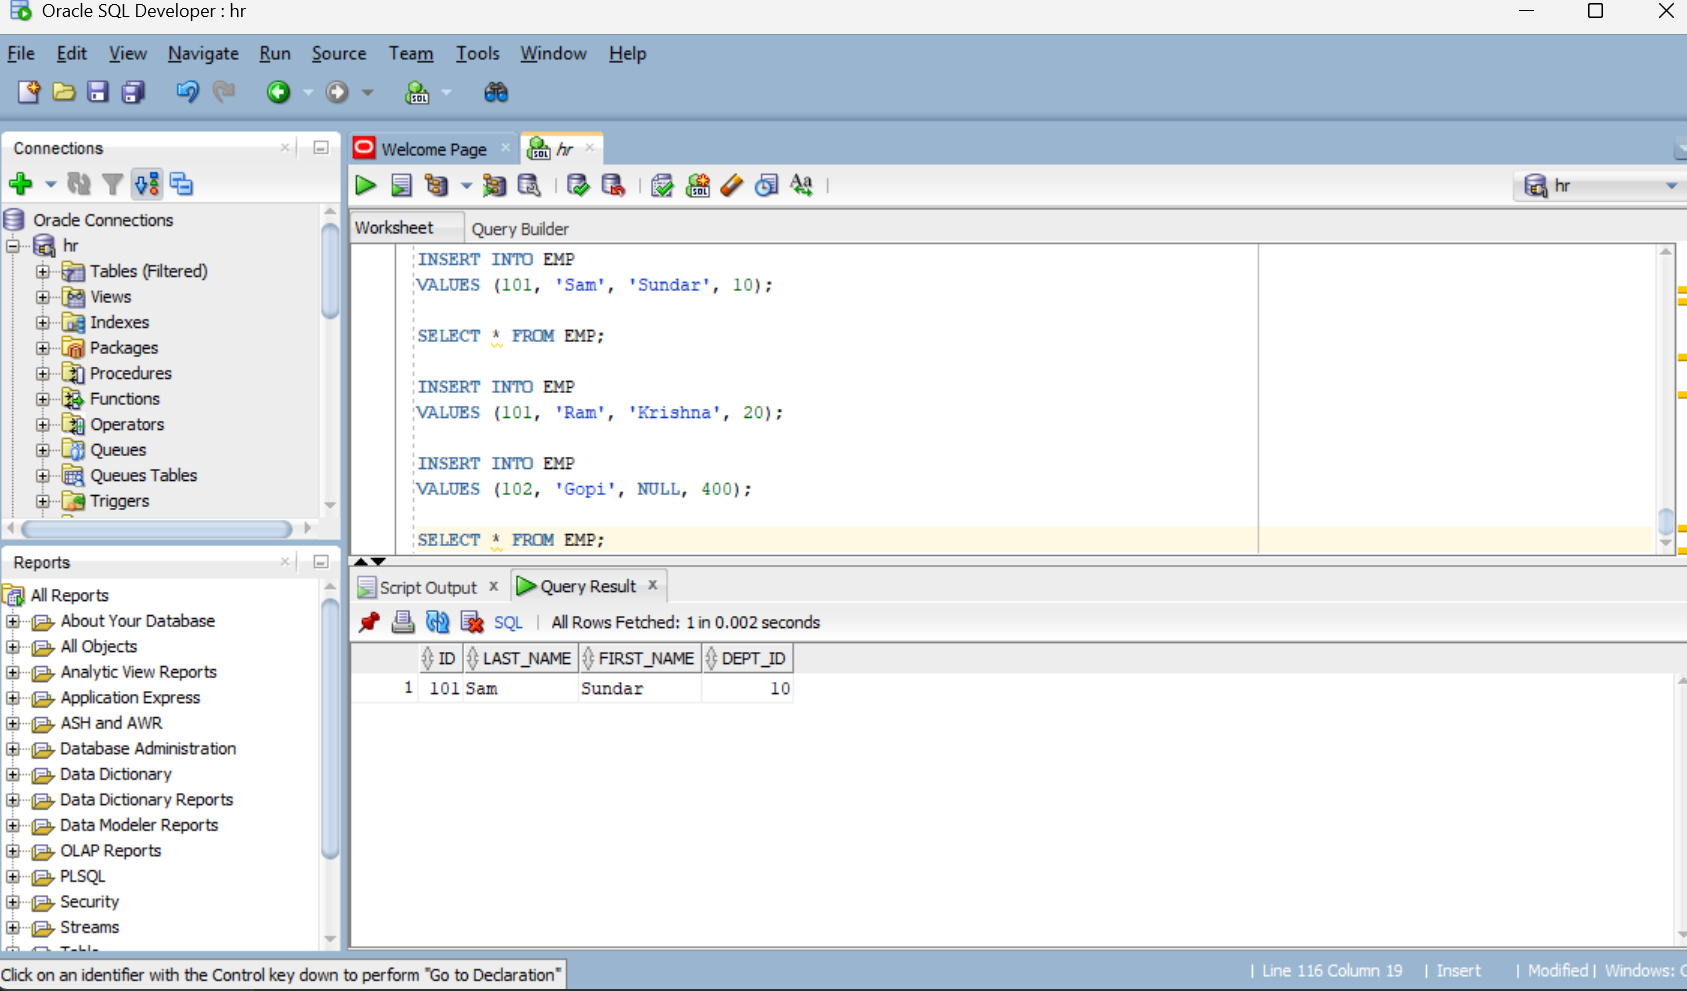 Oracle SQL Developer : hr
File Edit View Navigate Run Source Team Tools Window Help
Connections
Oracle Connections
hr
Tables (Filtered)
Views
Indexes
Packages
Procedures
Functions
Operators
Queues
Queues Tables
Triggers
Reports
All Reports
About Your Database
All Objects
Analytic View Reports
Application Express
ASH and AWR
Database Administration
Data Dictionary
Data Dictionary Reports
Data Modeler Reports
OLAP Reports
PLSQL
Security
Streams
Table
Welcome Page
hr
hr
Worksheet Query Builder
INSERT INTO EMP
VALUES (101, 'Sam', 'Sundar', 10);
SELECT * FROM EMP;
INSERT INTO EMP
VALUES (101, 'Ram', 'Krishna', 20);
INSERT INTO EMP
VALUES (102, 'Gopi', NULL, 400);
SELECT * FROM EMP;
Script Output x Query Result x
SQL | All Rows Fetched: 1 in 0.002 seconds
ID LAST_NAME FIRST_NAME DEPT_ID
1 101 Sam Sundar 10
Click on an identifier with the Control key down to perform "Go to Declaration"
| Line 116 Column 19 | Insert | Modified | Windows: